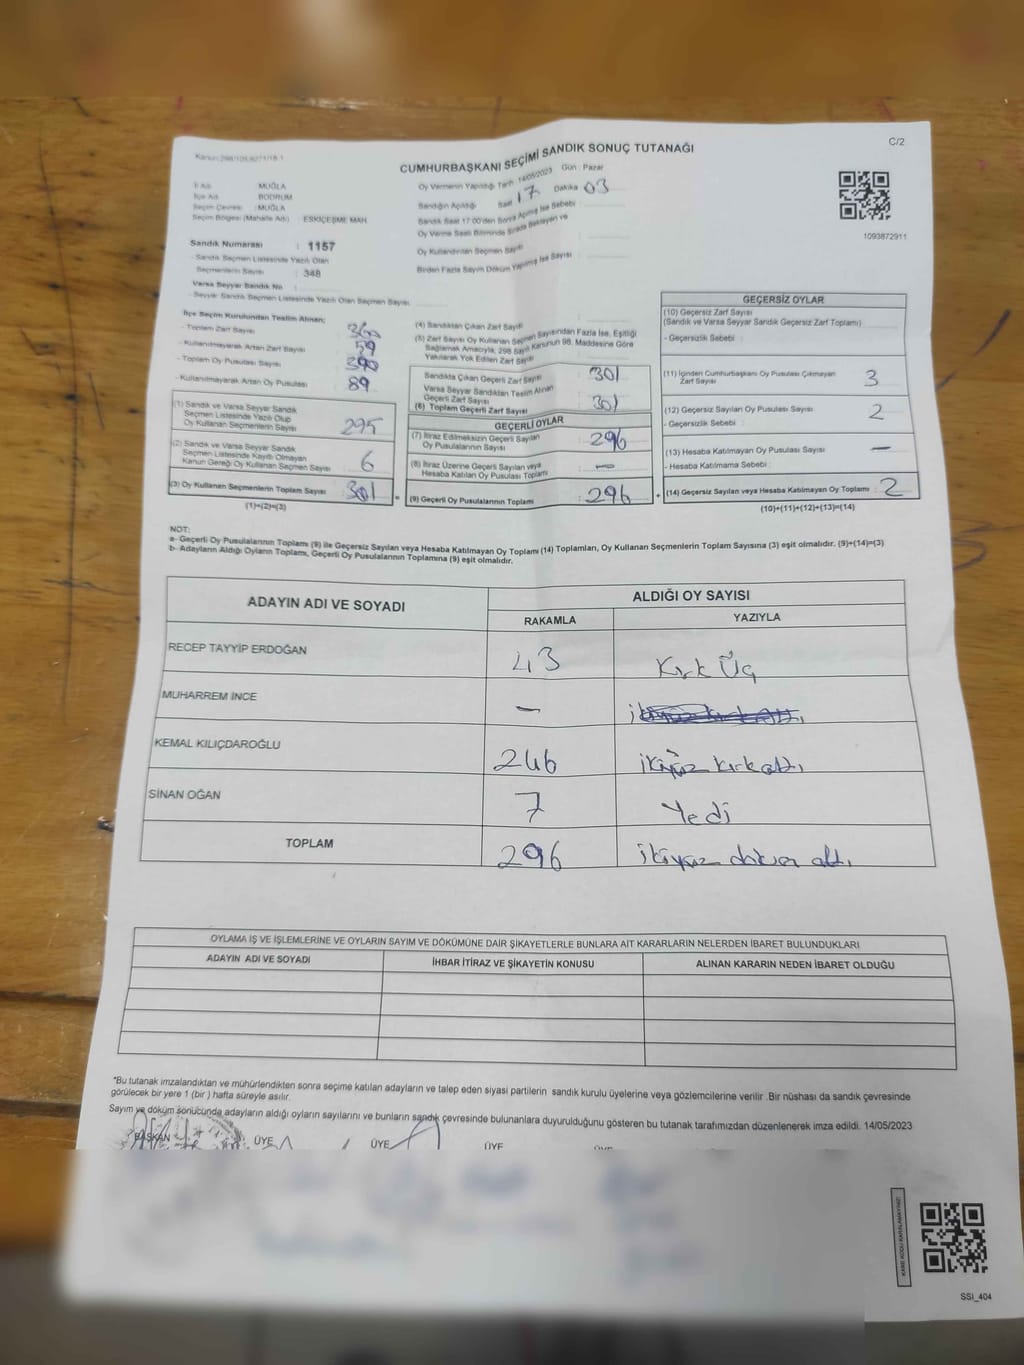 Kanun:298/105,6271/18.1
C/2
CUMHURBAŞKANI SEÇİMİ SANDIK SONUÇ TUTANAĞI
İl Adı : MUĞLA
İlçe Adı : BODRUM
Seçim Çevresi : MUĞLA
Seçim Bölgesi (Mahalle Adı) : ESKİÇEŞME MAH.
Sandık Numarası : 1157
- Sandık Seçmen Listesinde Yazılı Olan
Seçmenlerin Sayısı : 348
Varsa Seyyar Sandık No :
- Seyyar Sandık Seçmen Listesinde Yazılı Olan Seçmen Sayısı
Oy Vermenin Yapıldığı Tarih 14/05/2023 Gün : Pazar
Sandığın Açıldığı Saat 17 Dakika 03
Sandık Saat 17:00'den Sonra Açılmış İse Sebebi :
Oy Verme Saati Bitiminde Sırada Bekleyen ve
Oy Kullandırılan Seçmen Sayısı
Birden Fazla Sayım Döküm Yapılmış İse Sayısı
1093872911
İlçe Seçim Kurulundan Teslim Alınan;
- Toplam Zarf Sayısı
- Kullanılmayarak Artan Zarf Sayısı 59
- Toplam Oy Pusulası Sayısı 390
- Kullanılmayarak Artan Oy Pusulası 89
(1) Sandık ve Varsa Seyyar Sandık
Seçmen Listesinde Yazılı Olup
Oy Kullanan Seçmenlerin Sayısı 295
(2) Sandık ve Varsa Seyyar Sandık
Seçmen Listesinde Kayıtlı Olmayan
Kanun Gereği Oy Kullanan Seçmen Sayısı 6
(3) Oy Kullanan Seçmenlerin Toplam Sayısı : 301
(1)+(2)=(3)
(4) Sandıktan Çıkan Zarf Sayısı
(5) Zarf Sayısı Oy Kullanan Seçmen Sayısından Fazla İse, Eşitliği
Sağlamak Amacıyla, 298 Sayılı Kanunun 98. Maddesine Göre
Yakılarak Yok Edilen Zarf Sayısı
Sandıkta Çıkan Geçerli Zarf Sayısı : 301
Varsa Seyyar Sandıktan Teslim Alınan
Geçerli Zarf Sayısı :
(6) Toplam Geçerli Zarf Sayısı : 301
GEÇERLİ OYLAR
(7) İtiraz Edilmeksizin Geçerli Sayılan
Oy Pusulalarının Sayısı : 296
(8) İtiraz Üzerine Geçerli Sayılan veya
Hesaba Katılan Oy Pusulası Toplamı : —
(9) Geçerli Oy Pusulalarının Toplamı : 296
GEÇERSİZ OYLAR
(10) Geçersiz Zarf Sayısı
(Sandık ve Varsa Seyyar Sandık Geçersiz Zarf Toplamı) :
- Geçersizlik Sebebi :
(11) İçinden Cumhurbaşkanı Oy Pusulası Çıkmayan
Zarf Sayısı : 3
(12) Geçersiz Sayılan Oy Pusulası Sayısı : 2
- Geçersizlik Sebebi :
(13) Hesaba Katılmayan Oy Pusulası Sayısı : —
- Hesaba Katılmama Sebebi :
(14) Geçersiz Sayılan veya Hesaba Katılmayan Oy Toplamı : 2
(10)+(11)+(12)+(13)=(14)
NOT:
a- Geçerli Oy Pusulalarının Toplamı (9) ile Geçersiz Sayılan veya Hesaba Katılmayan Oy Toplamı (14) Toplamları, Oy Kullanan Seçmenlerin Toplam Sayısına (3) eşit olmalıdır. (9)+(14)=(3)
b- Adayların Aldığı Oyların Toplamı, Geçerli Oy Pusulalarının Toplamına (9) eşit olmalıdır.
ADAYIN ADI VE SOYADI ALDIĞI OY SAYISI
RAKAMLA YAZIYLA
RECEP TAYYİP ERDOĞAN 43 Kırk Üç
MUHARREM İNCE —
KEMAL KILIÇDAROĞLU 246 ikiyüz kırkaltı
SİNAN OĞAN 7 Yedi
TOPLAM 296 ikiyüz doksan altı
OYLAMA İŞ VE İŞLEMLERİNE VE OYLARIN SAYIM VE DÖKÜMÜNE DAİR ŞİKAYETLERLE BUNLARA AİT KARARLARIN NELERDEN İBARET BULUNDUKLARI
ADAYIN ADI VE SOYADI İHBAR İTİRAZ VE ŞİKAYETİN KONUSU ALINAN KARARIN NEDEN İBARET OLDUĞU
*Bu tutanak imzalandıktan ve mühürlendikten sonra seçime katılan adayların ve talep eden siyasi partilerin sandık kurulu üyelerine veya gözlemcilerine verilir .Bir nüshası da sandık çevresinde
görülecek bir yere 1 (bir ) hafta süreyle asılır.
Sayım ve döküm sonucunda adayların aldığı oyların sayılarını ve bunların sandık çevresinde bulunanlara duyurulduğunu gösteren bu tutanak tarafımızdan düzenlenerek imza edildi. 14/05/2023
BAŞKAN ÜYE ÜYE ÜYE ÜYE
KARE KODU KARALAMAYINIZ!
SSİ_404